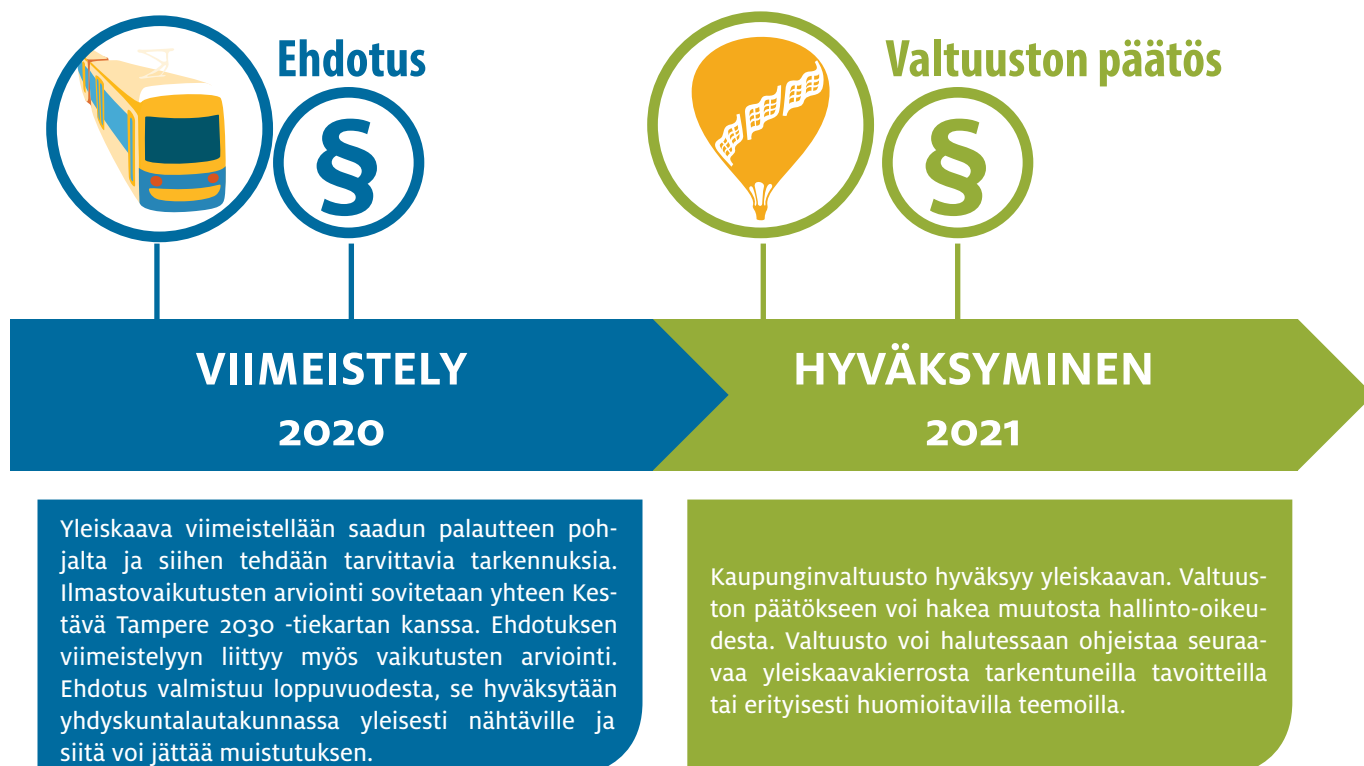 Ehdotus
§
Valtuuston päätös
§
VIIMEISTELY
2020
HYVÄKSYMINEN
2021
Yleiskaava viimeistellään saadun palautteen poh-
jalta ja siihen tehdään tarvittavia tarkennuksia.
Ilmastovaikutusten arviointi sovitetaan yhteen Kes-
tävä Tampere 2030 -tiekartan kanssa. Ehdotuksen
viimeistelyyn liittyy myös vaikutusten arviointi.
Ehdotus valmistuu loppuvuodesta, se hyväksytään
yhdyskuntalautakunnassa yleisesti nähtäville ja
siitä voi jättää muistutuksen.
Kaupunginvaltuusto hyväksyy yleiskaavan. Valtuus-
ton päätökseen voi hakea muutosta hallinto-oikeu-
desta. Valtuusto voi halutessaan ohjeistaa seuraa-
vaa yleiskaavakierrosta tarkentuneilla tavoitteilla
tai erityisesti huomioitavilla teemoilla.